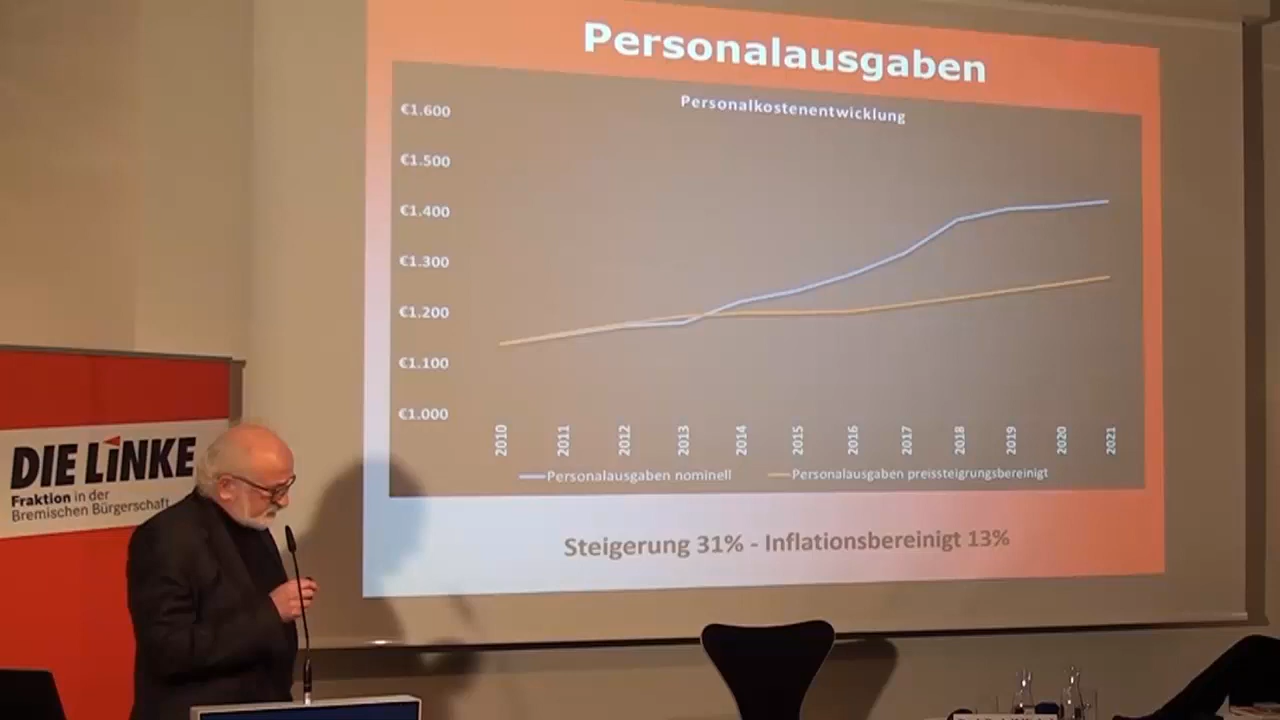 Personalausgaben
Personalkostenentwicklung
€1.600
€1.500
€1.400
€1.300
€1.200
€1.100
€1.000
2010 2011 2012 2013 2014 2015 2016 2017 2018 2019 2020 2021
Personalausgaben nominell Personalausgaben preissteigrungsbereinigt
Steigerung 31% - Inflationsbereinigt 13%
DIE LINKE
Fraktion in der
Bremischen Bürgerschaft